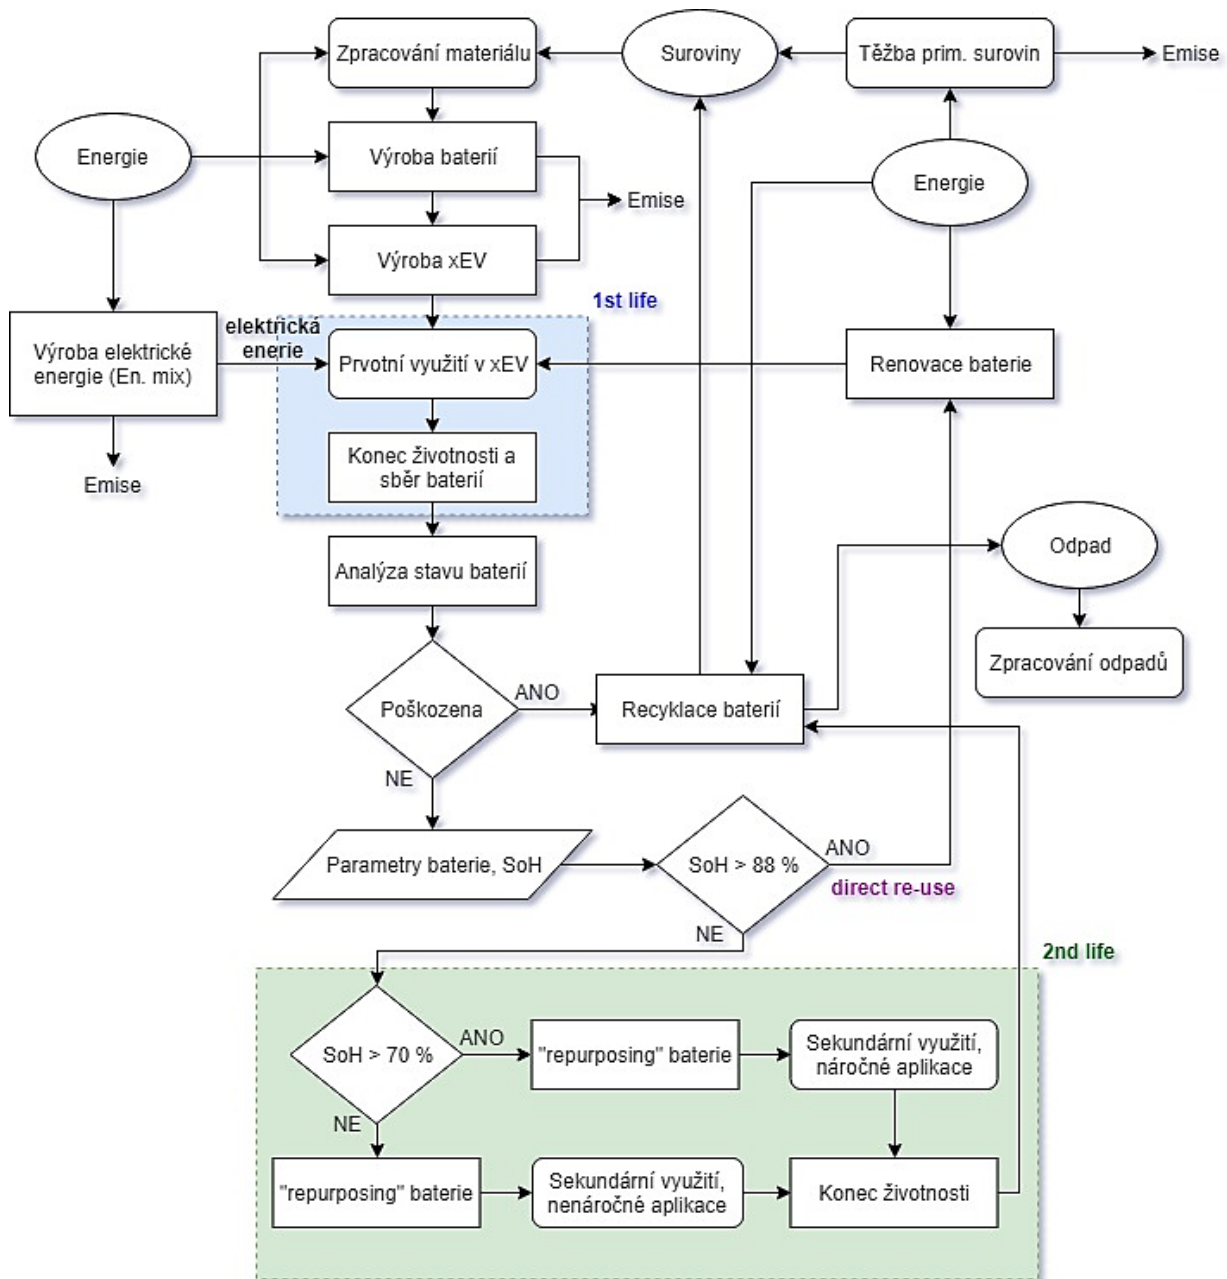 Zpracování materiálu
Suroviny
Těžba prim. surovin
Emise
Energie
Výroba baterií
Energie
Emise
Výroba xEV
1st life
elektrická
enerie
Výroba elektrické
energie (En. mix)
Prvotní využití v xEV
Renovace baterie
Konec životnosti a
sběr baterií
Emise
Analýza stavu baterií
Odpad
Zpracování odpadů
Poškozena
ANO
Recyklace baterií
NE
Parametry baterie, SoH
SoH > 88 %
ANO
direct re-use
NE
2nd life
SoH > 70 %
ANO
"repurposing" baterie
Sekundární využití,
náročné aplikace
NE
"repurposing" baterie
Sekundární využití,
nenáročné aplikace
Konec životnosti